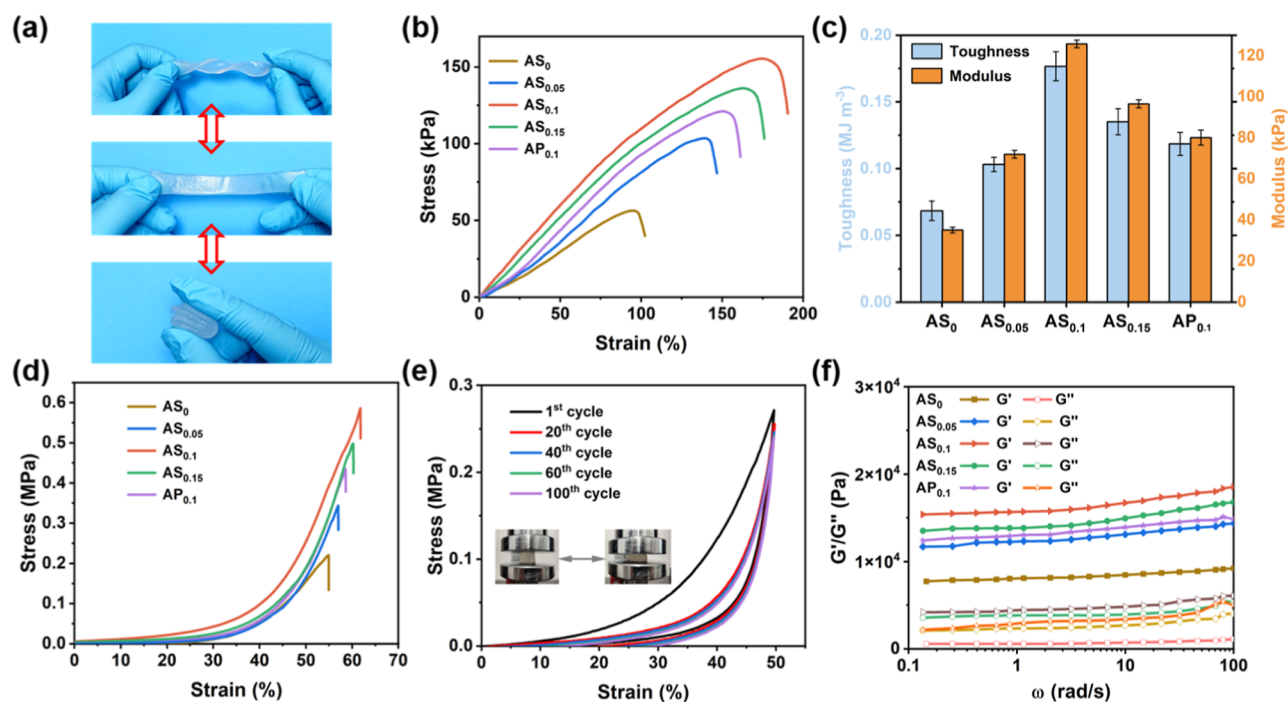 (a)
(b)
AS0
AS0.05
AS0.1
AS0.15
AP0.1
Stress (kPa)
150
100
50
0
0 50 100 150 200
Strain (%)
(c)
Toughness
Modulus
Toughness (MJ m-3)
0.20
0.15
0.10
0.05
0.00
Modulus (kPa)
120
100
80
60
40
20
0
AS0 AS0.05 AS0.1 AS0.15 AP0.1
(d)
AS0
AS0.05
AS0.1
AS0.15
AP0.1
Stress (MPa)
0.6
0.5
0.4
0.3
0.2
0.1
0.0
0 10 20 30 40 50 60 70
Strain (%)
(e)
1st cycle
20th cycle
40th cycle
60th cycle
100th cycle
Stress (MPa)
0.3
0.2
0.1
0.0
0 10 20 30 40 50
Strain (%)
(f)
AS0 G' G''
AS0.05 G' G''
AS0.1 G' G''
AS0.15 G' G''
AP0.1 G' G''
G'/G'' (Pa)
3×10^4
2×10^4
1×10^4
0
0.1 1 10 100
ω (rad/s)